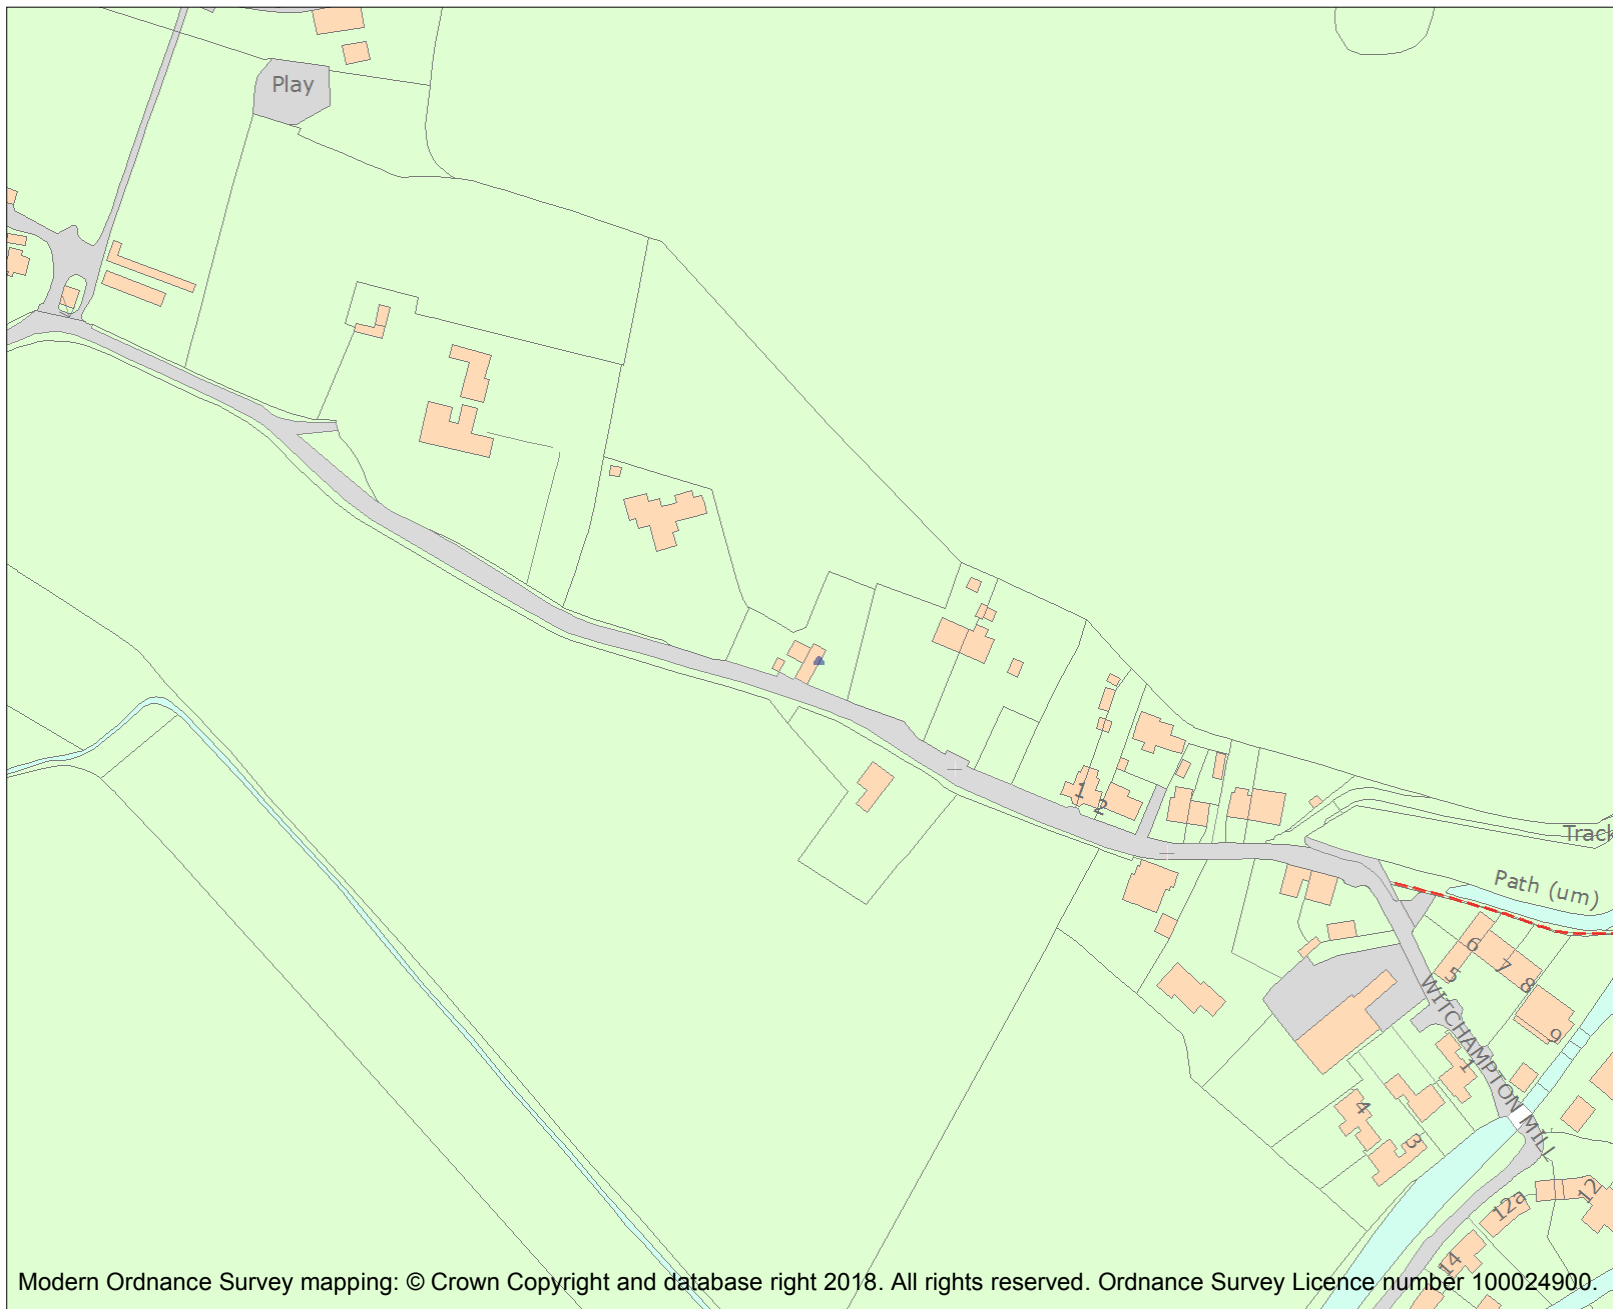 Play
1
2
Track
Path (um)
6
5
7
8
9
WITCHAMPTON MILL
1
4
3
12
12a
14
Modern Ordnance Survey mapping: © Crown Copyright and database right 2018. All rights reserved. Ordnance Survey Licence number 100024900.